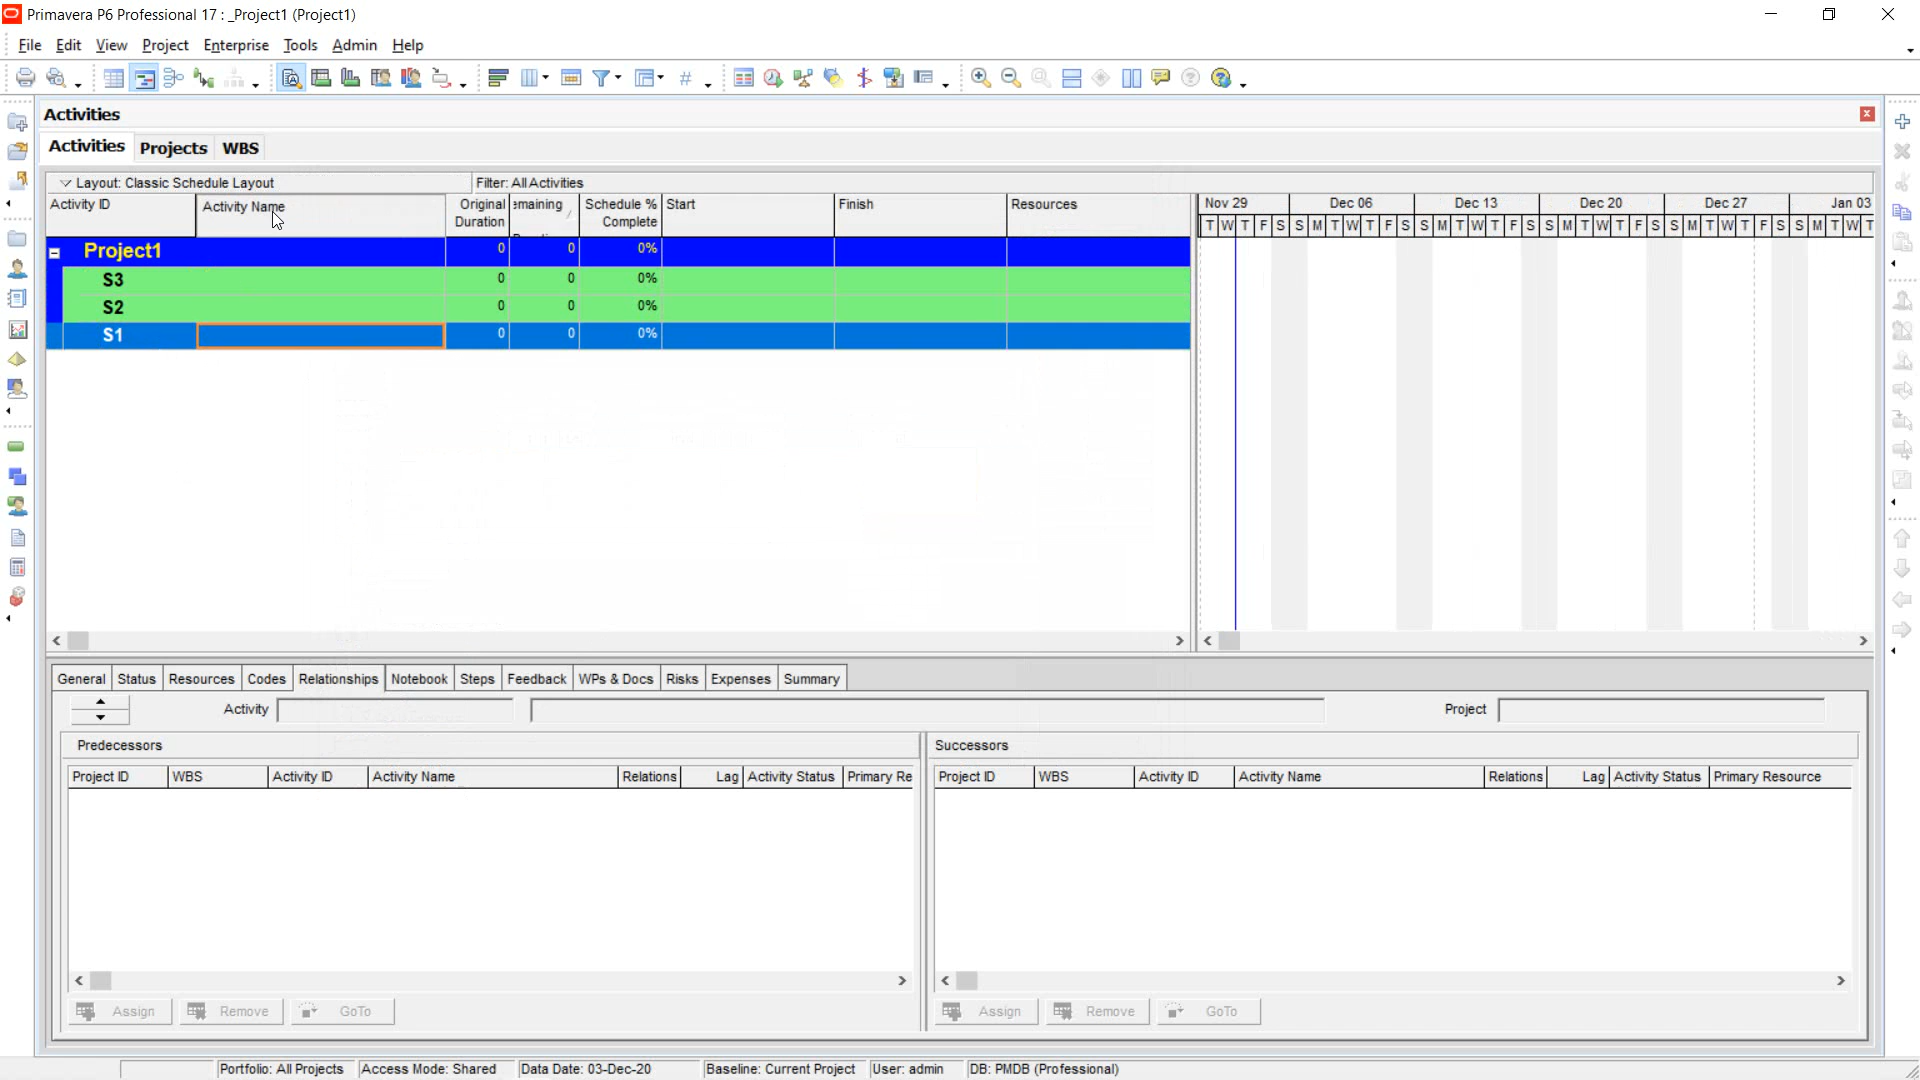 Primavera P6 Professional 17 : _Project1 (Project1)
File Edit View Project Enterprise Tools Admin Help
Activities
Activities Projects WBS
Layout: Classic Schedule Layout Filter: All Activities
Activity ID Activity Name Original Duration emaining Schedule % Complete Start Finish Resources
Nov 29 Dec 06 Dec 13 Dec 20 Dec 27 Jan 03
T W T F S S M T W T F S S M T W T F S S M T W T F S S M T W T F S S M T W T
Project1 0 0 0%
S3 0 0 0%
S2 0 0 0%
S1 0 0 0%
General Status Resources Codes Relationships Notebook Steps Feedback WPs & Docs Risks Expenses Summary
Activity Project
Predecessors Successors
Project ID WBS Activity ID Activity Name Relations Lag Activity Status Primary Re
Project ID WBS Activity ID Activity Name Relations Lag Activity Status Primary Resource
Assign Remove GoTo Assign Remove GoTo
Portfolio: All Projects Access Mode: Shared Data Date: 03-Dec-20 Baseline: Current Project User: admin DB: PMDB (Professional)